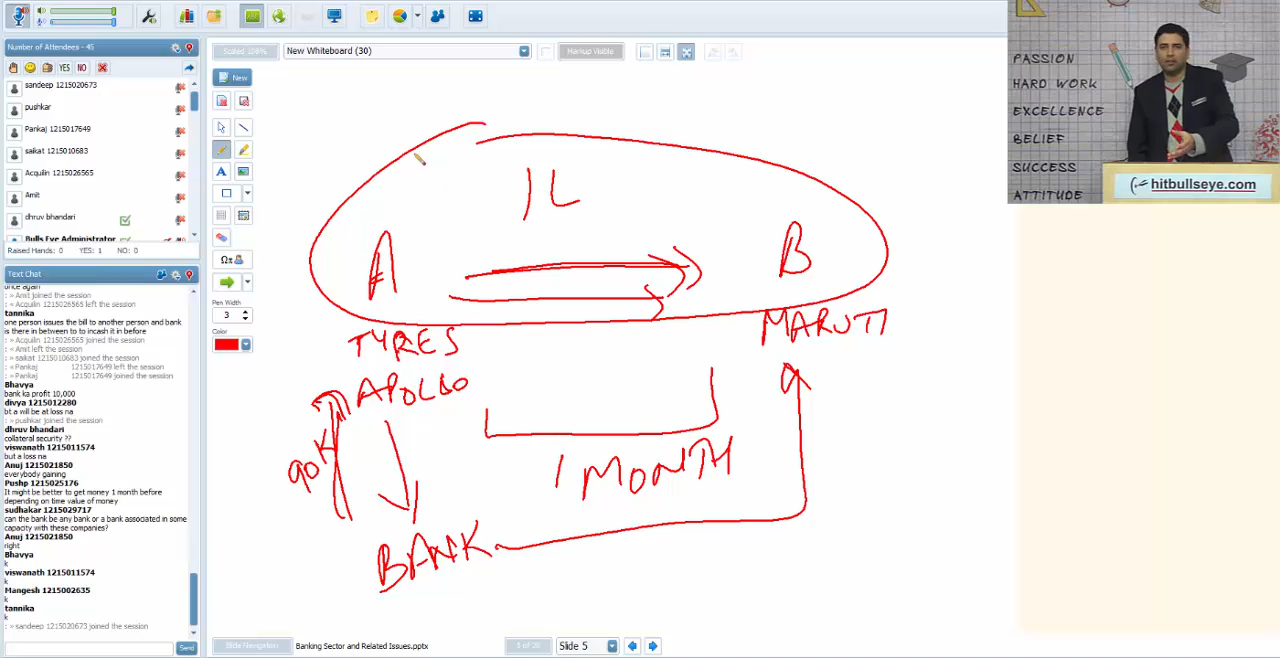 Scaled 100%
New Whiteboard (30)
Markup Visible
Number of Attendees - 45
YES
NO
sandeep 1215020673
pushkar
Pankaj 1215017649
saikat 1215010683
Acquilin 1215026565
Amit
dhruv bhandari
Bulls Eye Administrator
Raised Hands: 0 YES: 1 NO: 0
Text Chat
once again
: » Amit joined the session
: « Acquilin 1215026565 left the session
tannika
one person issues the bill to another person and bank
is there in between to to incash it in before
: » Acquilin 1215026565 joined the session
: « Amit left the session
: » saikat 1215010683 joined the session
: « Pankaj 1215017649 left the session
: » Pankaj 1215017649 joined the session
Bhavya
bank ka profit 10,000
divya 1215012280
bt a will be at loss na
: » pushkar joined the session
dhruv bhandari
collateral security ??
viswanath 1215011574
but a loss na
Anuj 1215021850
everybody gaining
Pushp 1215025176
It might be better to get money 1 month before
depending on time value of money
sudhakar 1215029717
can the bank be any bank or a bank associated in some
capacity with these companies?
Anuj 1215021850
right
Bhavya
k
viswanath 1215011574
k
Mangesh 1215002635
k
tannika
k
: » sandeep 1215020673 joined the session
Send
New
A
Ωπ
Pen Width
3
Color
1L
A
B
TYRES
MARUTI
APOLLO
90K
1 MONTH
BANK
Slide Navigation
Banking Sector and Related Issues.pptx
5 of 20
Slide 5
PASSION
HARD WORK
EXCELLENCE
BELIEF
SUCCESS
ATTITUDE
hitbullseye.com